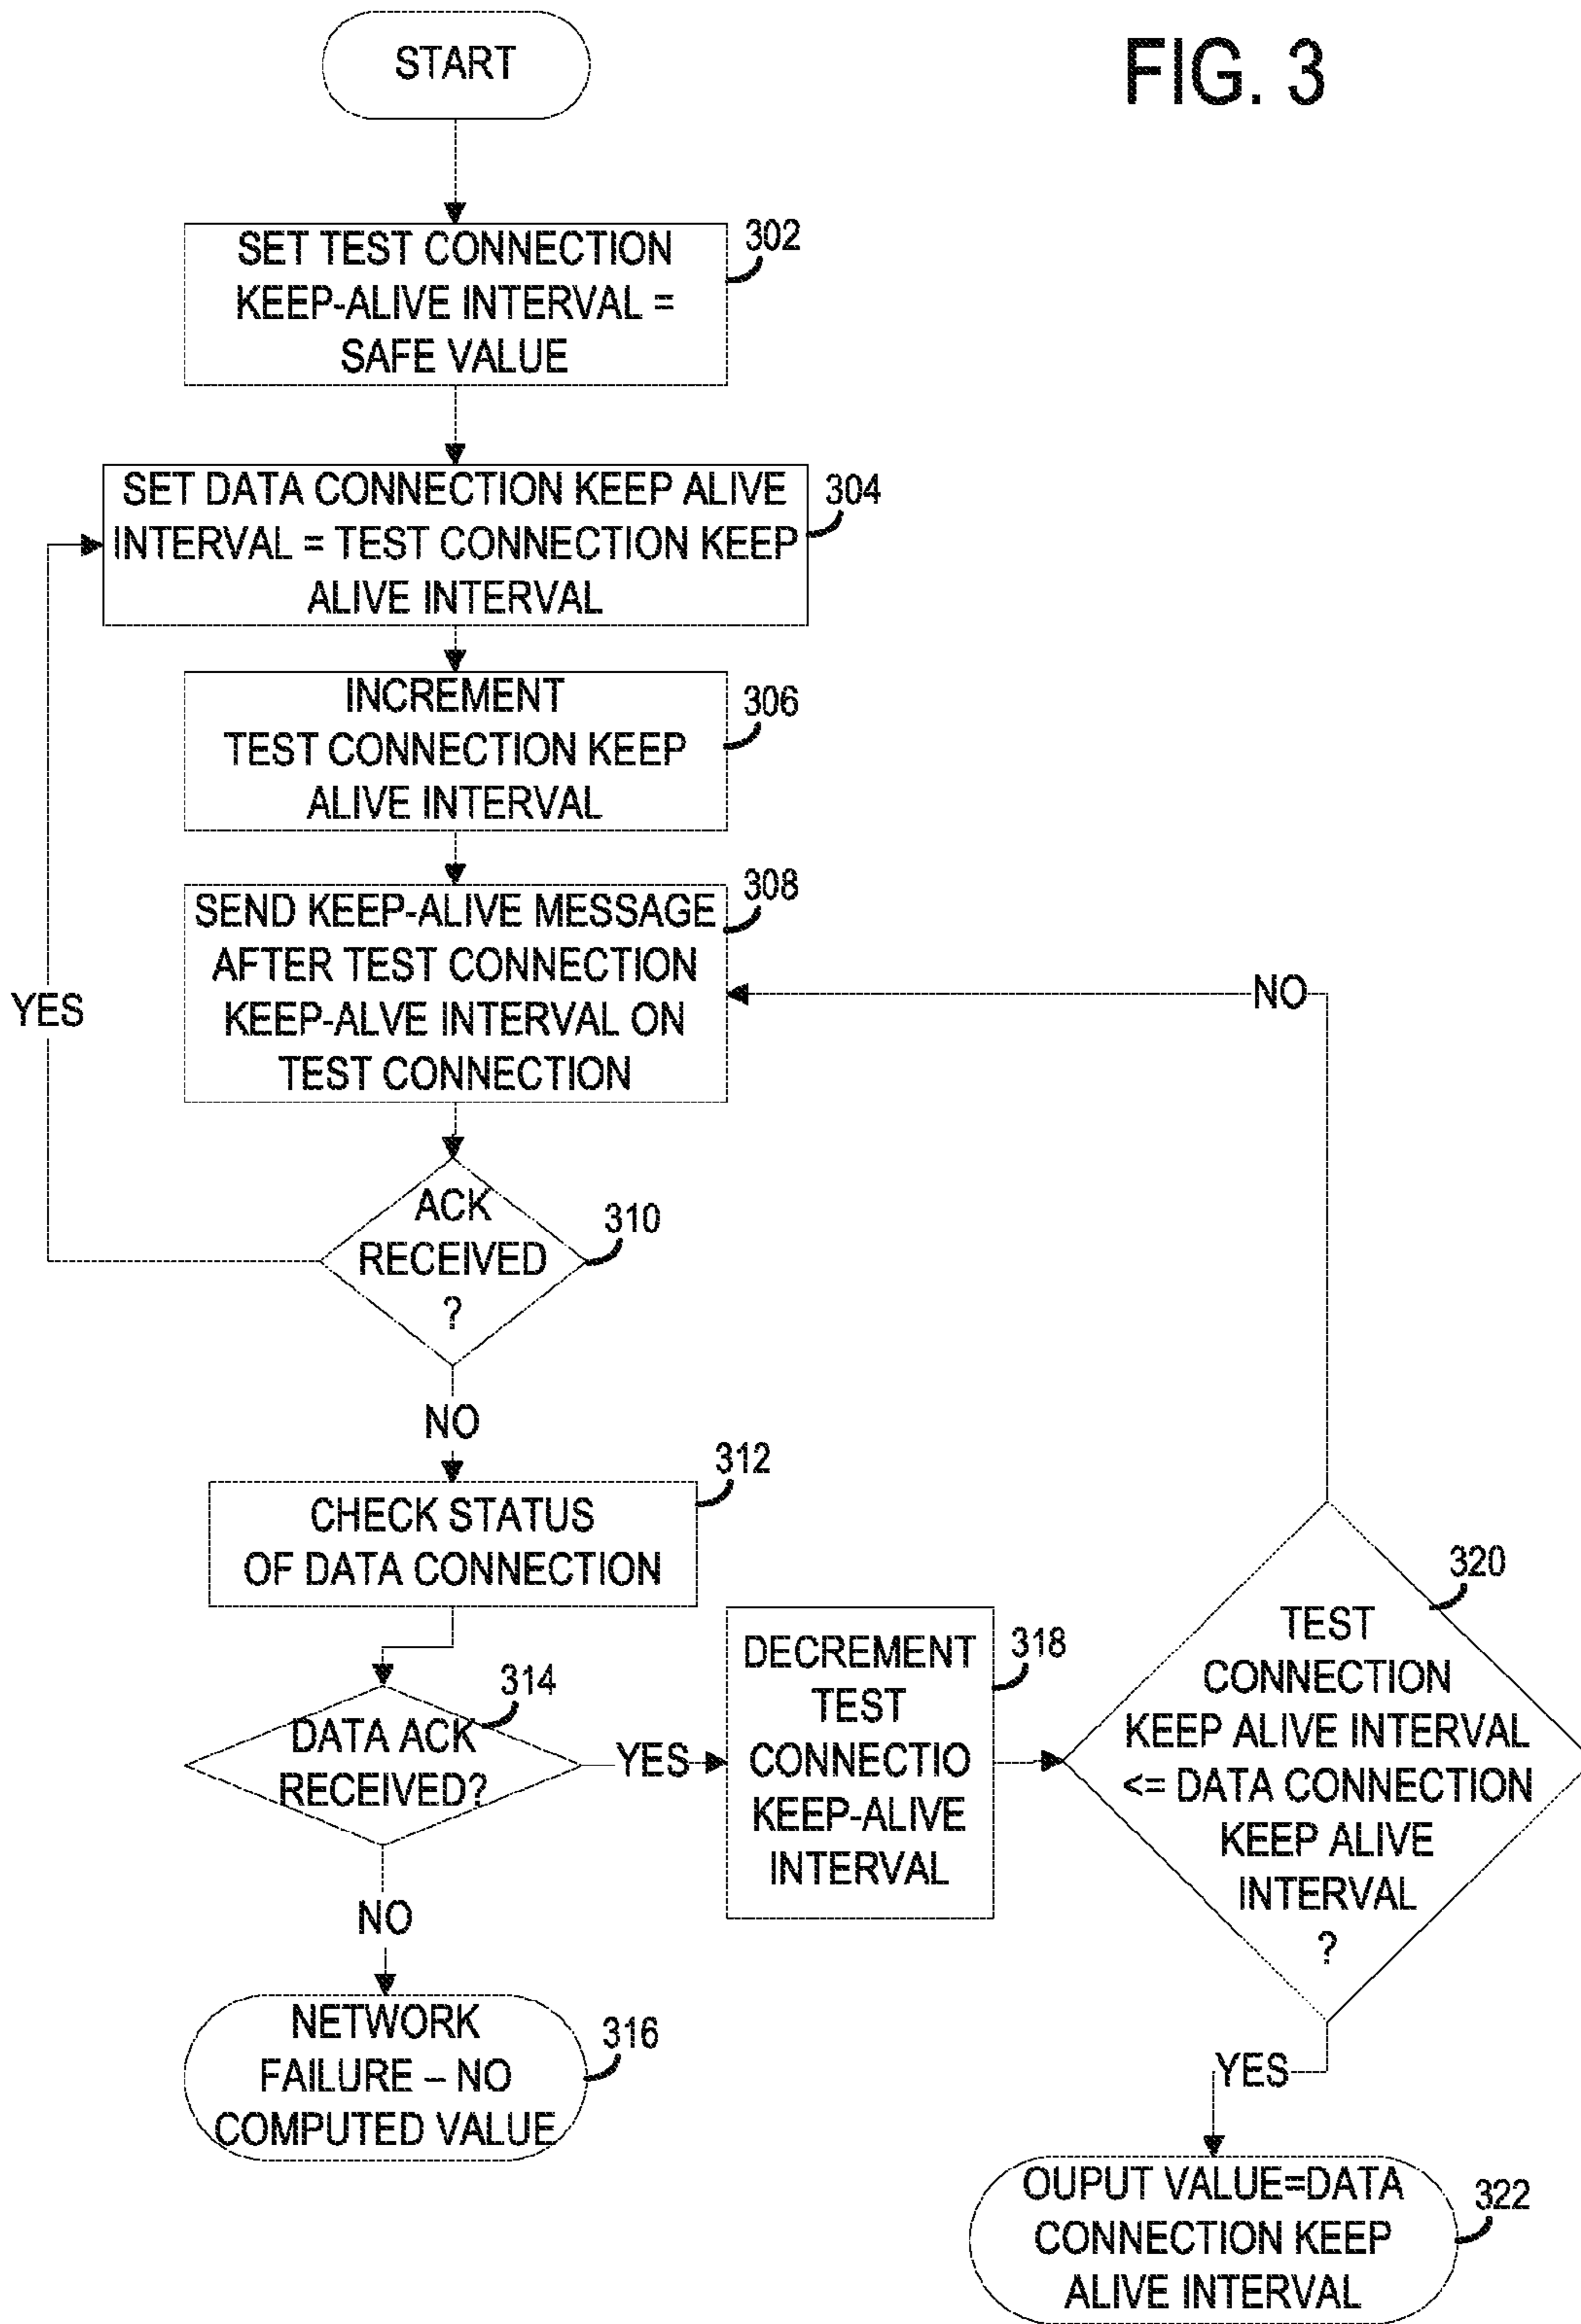 FIG. 3
START
SET TEST CONNECTION
KEEP-ALIVE INTERVAL =
SAFE VALUE
302
SET DATA CONNECTION KEEP ALIVE
INTERVAL = TEST CONNECTION KEEP
ALIVE INTERVAL
304
INCREMENT
TEST CONNECTION KEEP
ALIVE INTERVAL
306
SEND KEEP-ALIVE MESSAGE
AFTER TEST CONNECTION
KEEP-ALVE INTERVAL ON
TEST CONNECTION
308
YES
NO
ACK
RECEIVED
?
310
NO
CHECK STATUS
OF DATA CONNECTION
312
DATA ACK
RECEIVED?
314
YES
DECREMENT
TEST
CONNECTIO
KEEP-ALIVE
INTERVAL
318
TEST
CONNECTION
KEEP ALIVE INTERVAL
<= DATA CONNECTION
KEEP ALIVE
INTERVAL
?
320
NO
NETWORK
FAILURE – NO
COMPUTED VALUE
316
YES
OUPUT VALUE=DATA
CONNECTION KEEP
ALIVE INTERVAL
322